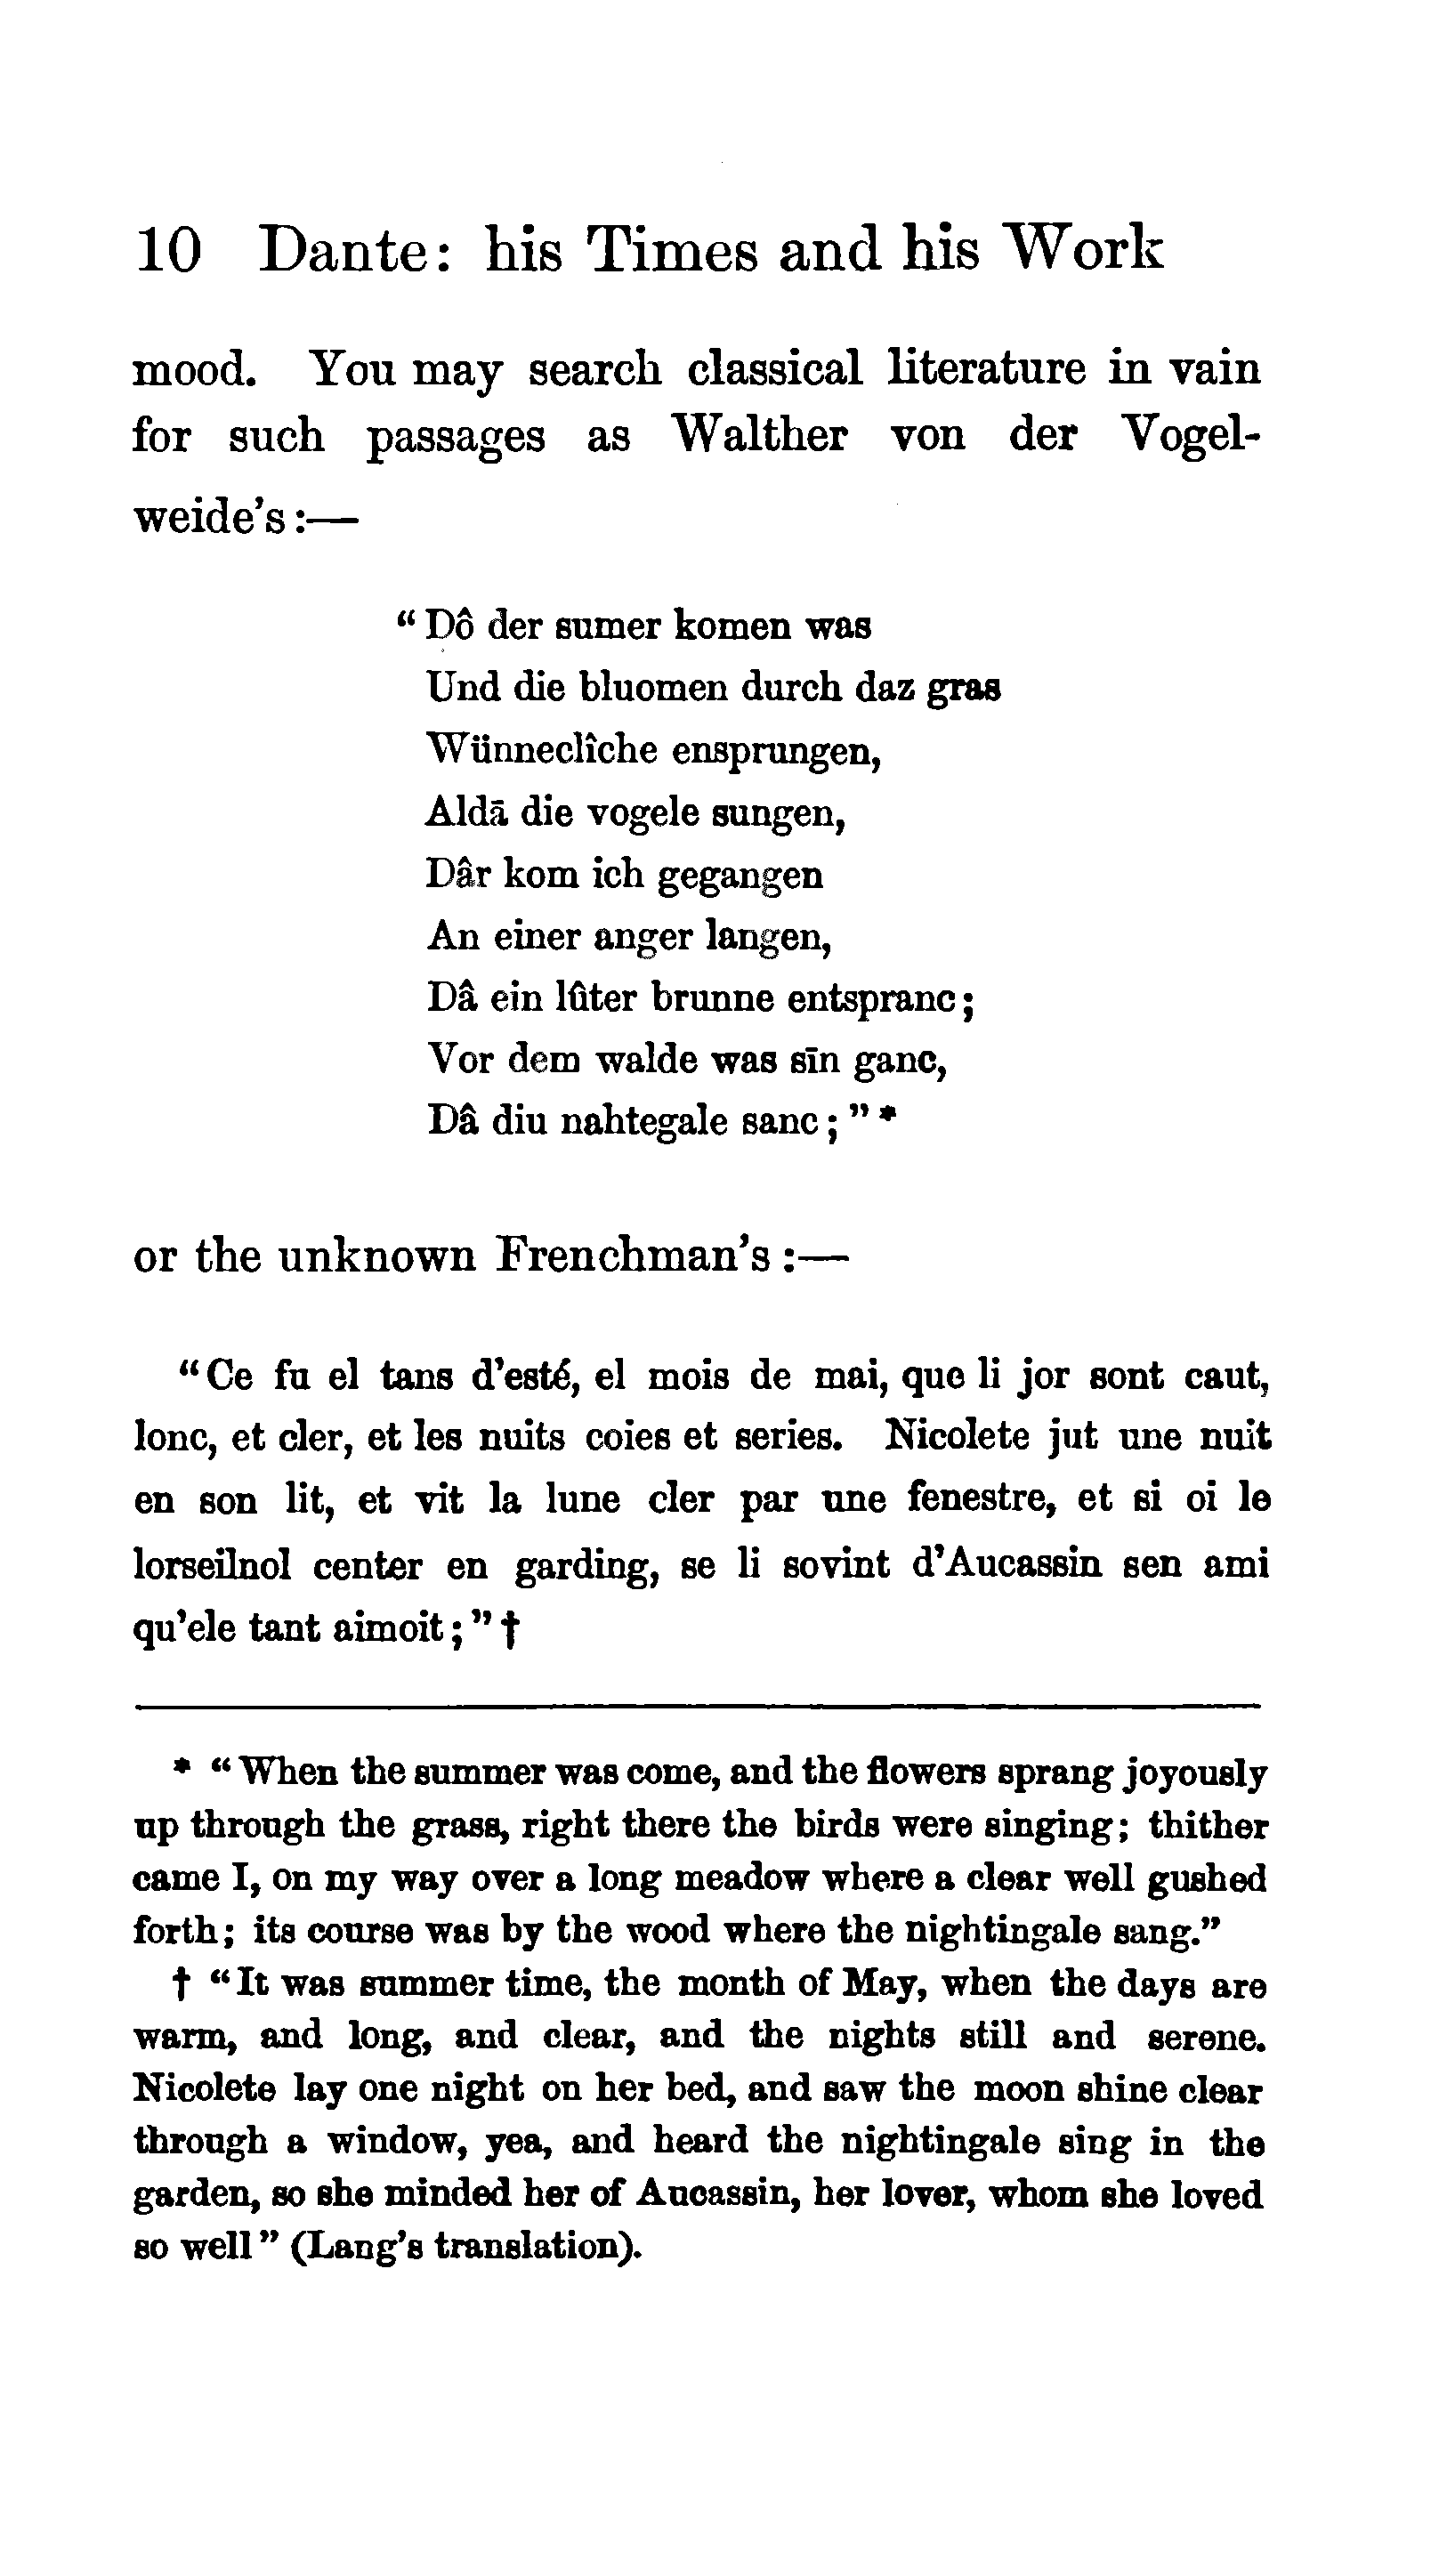 10 Dante: his Times and his Work
mood. You may search classical literature in vain
for such passages as Walther von der Vogel-
weide's:—
“Dô der sumer komen was
Und die bluomen durch daz gras
Wünneclîche ensprungen,
Aldā die vogele sungen,
Dâr kom ich gegangen
An einer anger langen,
Dâ ein lûter brunne entspranc;
Vor dem walde was sīn ganc,
Dâ diu nahtegale sanc;” *
or the unknown Frenchman's:—
“Ce fu el tans d'esté, el mois de mai, que li jor sont caut,
lonc, et cler, et les nuits coies et series. Nicolete jut une nuit
en son lit, et vit la lune cler par une fenestre, et si oi le
lorseilnol center en garding, se li sovint d'Aucassin sen ami
qu'ele tant aimoit;” †
* “When the summer was come, and the flowers sprang joyously
up through the grass, right there the birds were singing; thither
came I, on my way over a long meadow where a clear well gushed
forth; its course was by the wood where the nightingale sang.”
† “It was summer time, the month of May, when the days are
warm, and long, and clear, and the nights still and serene.
Nicolete lay one night on her bed, and saw the moon shine clear
through a window, yea, and heard the nightingale sing in the
garden, so she minded her of Aucassin, her lover, whom she loved
so well” (Lang's translation).